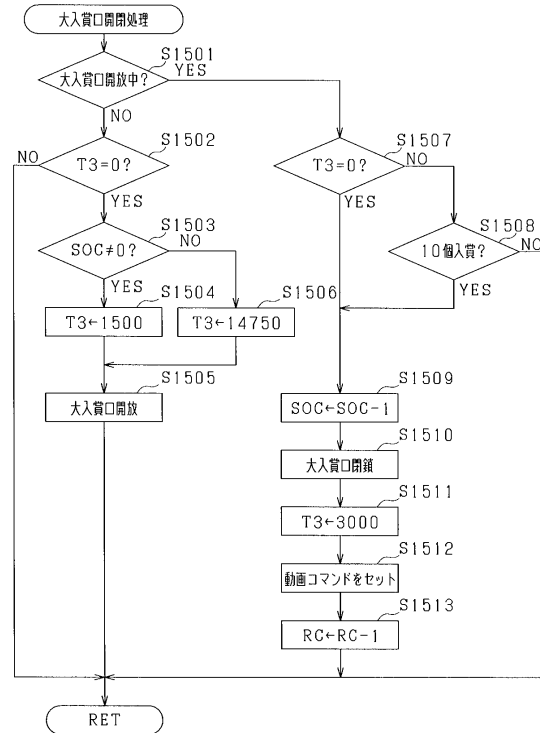 大入賞口開閉処理
S1501
大入賞口開放中?
YES
NO
S1502
NO
T3=0?
YES
S1503
SOC≠0?
NO
YES
S1504
T3←1500
S1506
T3←14750
S1505
大入賞口開放
S1507
T3=0?
NO
YES
S1508
10個入賞?
NO
YES
S1509
SOC←SOC-1
S1510
大入賞口閉鎖
S1511
T3←3000
S1512
動画コマンドをセット
S1513
RC←RC-1
RET